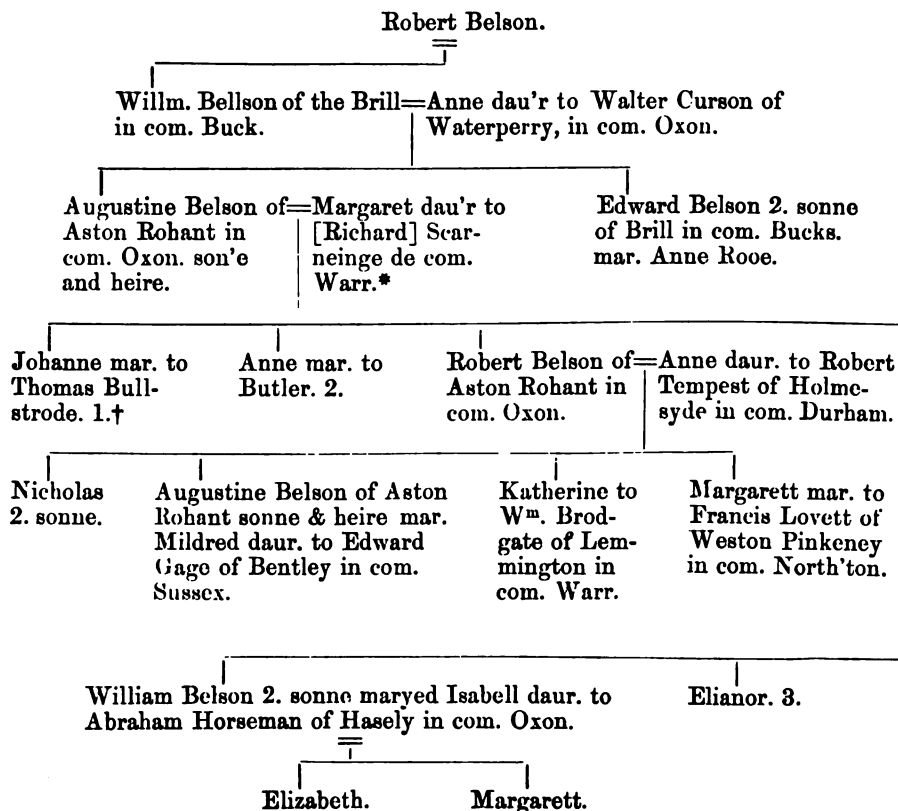 Robert Belson.
Willm. Bellson of the Brill=Anne dau'r to Walter Curson of
in com. Buck. Waterperry, in com. Oxon.
Augustine Belson of=Margaret dau'r to
Aston Rohant in [Richard] Scar-
com. Oxon. son'e neinge de com.
and heire. Warr.*
Edward Belson 2. sonne
of Brill in com. Bucks.
mar. Anne Rooe.
Johanne mar. to
Thomas Bull-
strode. 1.†
Anne mar. to
Butler. 2.
Robert Belson of=Anne daur. to Robert
Aston Rohant in Tempest of Holme-
com. Oxon. syde in com. Durham.
Nicholas
2. sonne.
Augustine Belson of Aston
Rohant sonne & heire mar.
Mildred daur. to Edward
Gage of Bentley in com.
Sussex.
Katherine to
Wm. Brod-
gate of Lem-
mington in
com. Warr.
Margarett mar. to
Francis Lovett of
Weston Pinkeney
in com. North'ton.
William Belson 2. sonne maryed Isabell daur. to
Abraham Horseman of Hasely in com. Oxon.
Elianor. 3.
Elizabeth.
Margarett.